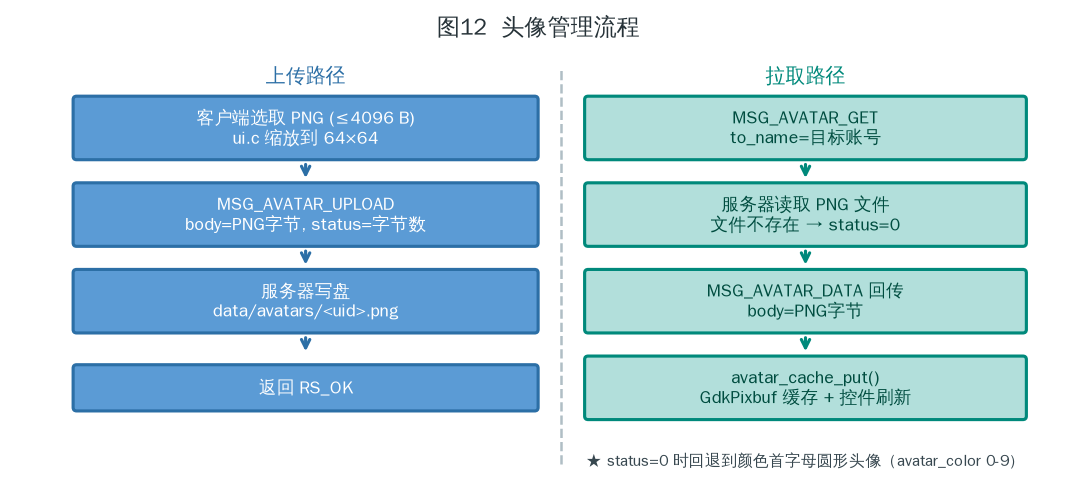 图12 头像管理流程
上传路径
客户端选取 PNG (≤4096 B)
ui.c 缩放到 64×64
MSG_AVATAR_UPLOAD
body=PNG字节, status=字节数
服务器写盘
data/avatars/<uid>.png
返回 RS_OK
拉取路径
MSG_AVATAR_GET
to_name=目标账号
服务器读取 PNG 文件
文件不存在 → status=0
MSG_AVATAR_DATA 回传
body=PNG字节
avatar_cache_put()
GdkPixbuf 缓存 + 控件刷新
★ status=0 时回退到颜色首字母圆形头像（avatar_color 0-9）